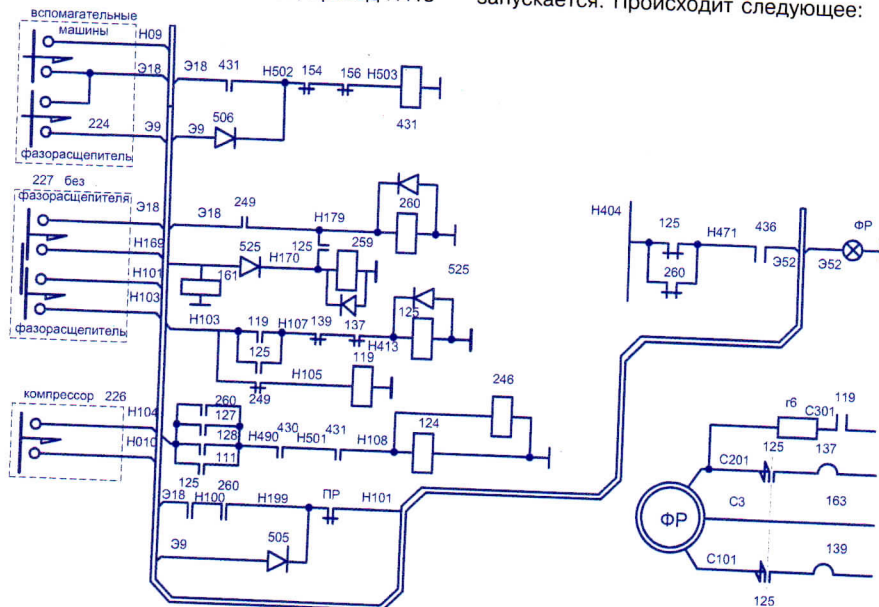 запускается. Происходит следующее:
вспомагательные
машины
Н09
Э18
Э18
431
Н502
154
156
Н503
431
506
224
Э9
Э9
фазорасщепитель
227 без
фазорасщепителя
Э18
Э18
249
Н179
260
Н169
125
259
525
Н170
161
525
Н101
Н103
Н103
119
Н107
139
137
125
Н413
125
119
249
Н105
фазорасщепитель
компрессор 226
Н104
Н010
260
127
128
111
Н490
430
Н501
431
Н108
124
246
125
Э18
Н100
260
Н199
ПР
Н101
Э9
505
Н404
125
Н471
436
ФР
260
Э52
Э52
r6
С301
119
125
137
С201
С3
163
ФР
С101
139
125